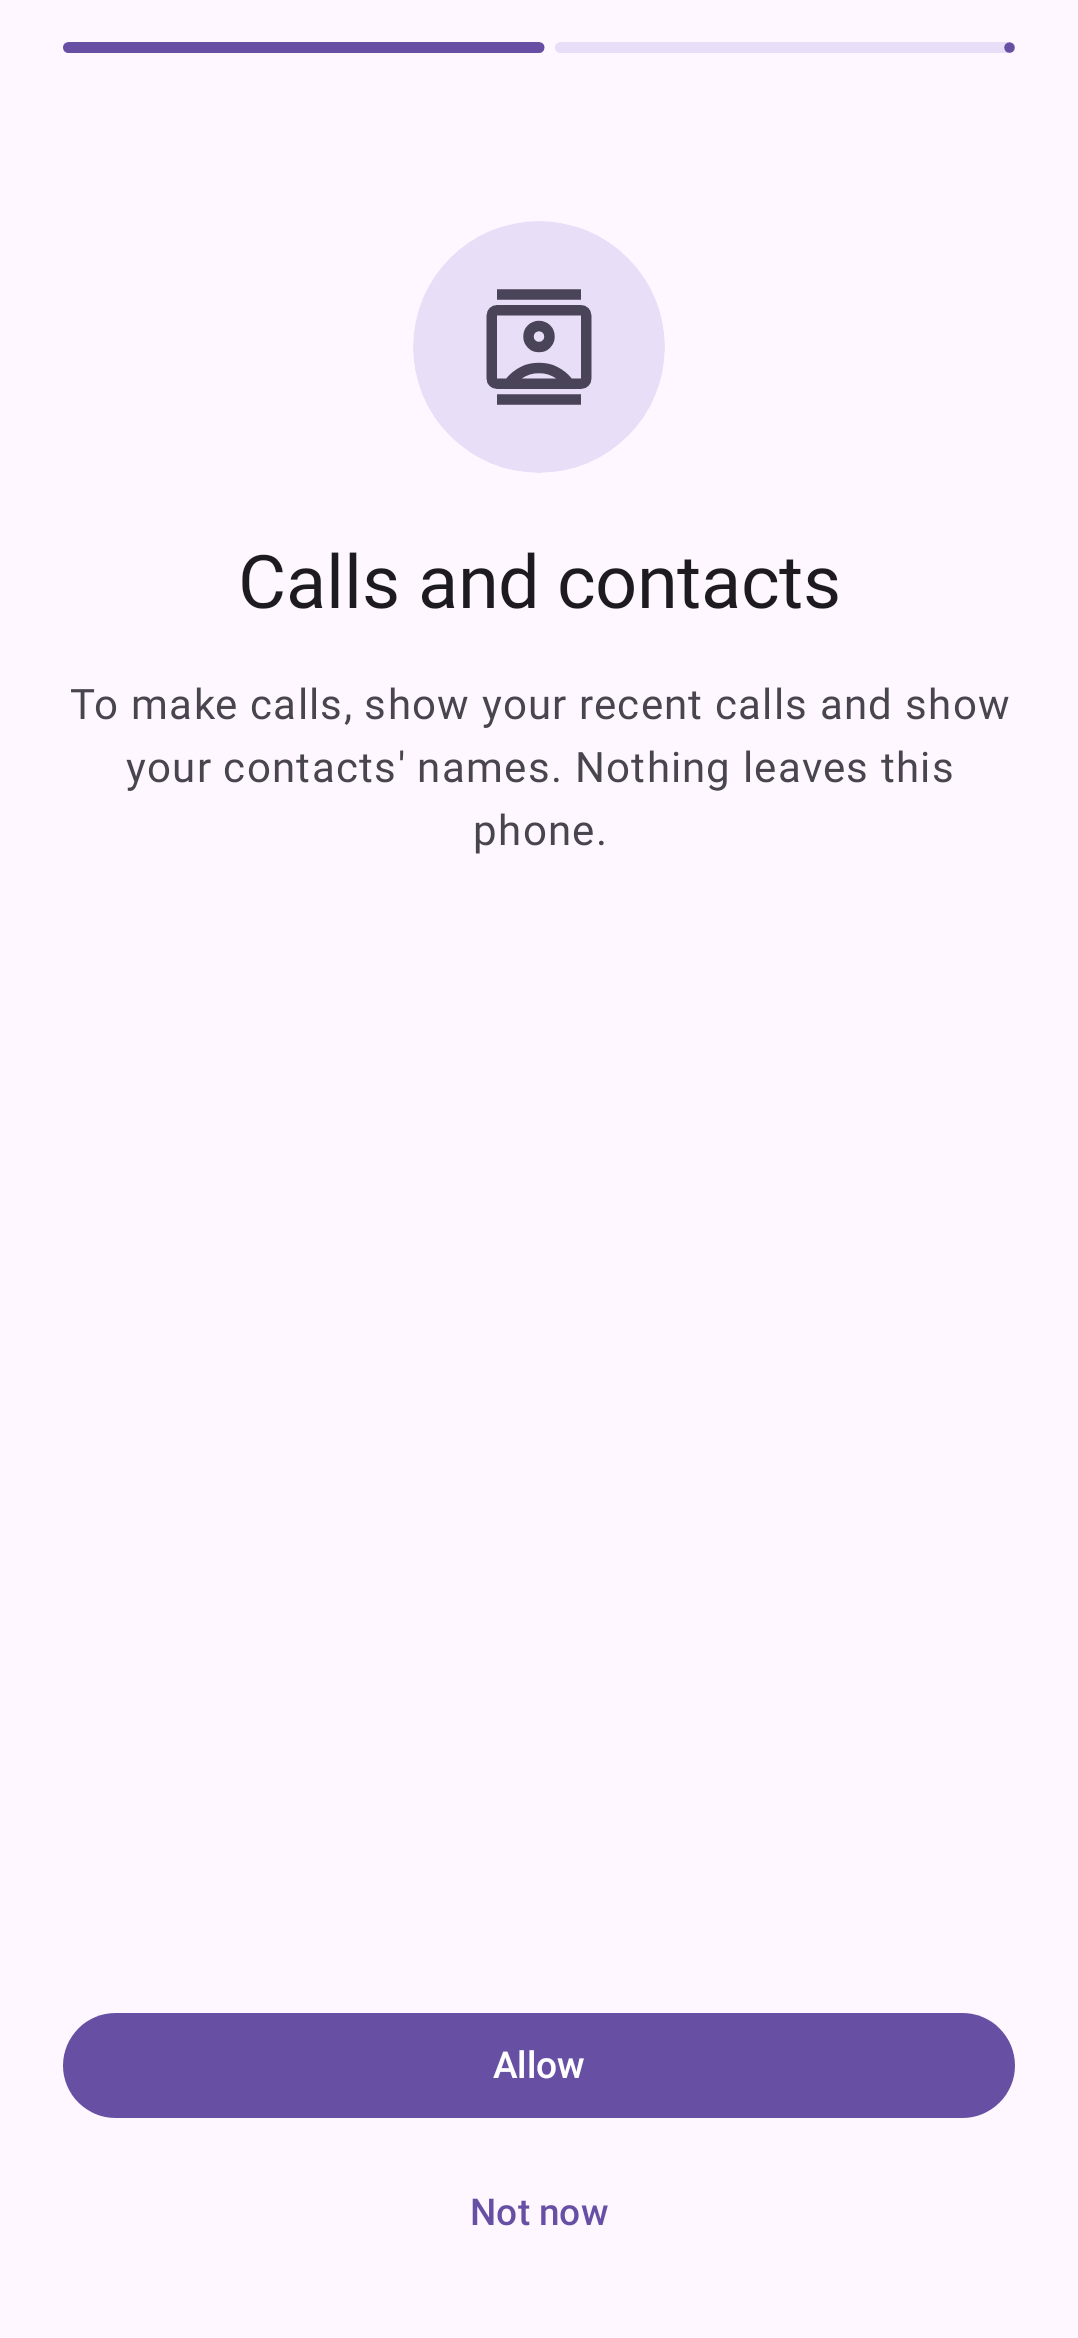 Calls and contacts
To make calls, show your recent calls and show
your contacts' names. Nothing leaves this
phone.
Allow
Not now